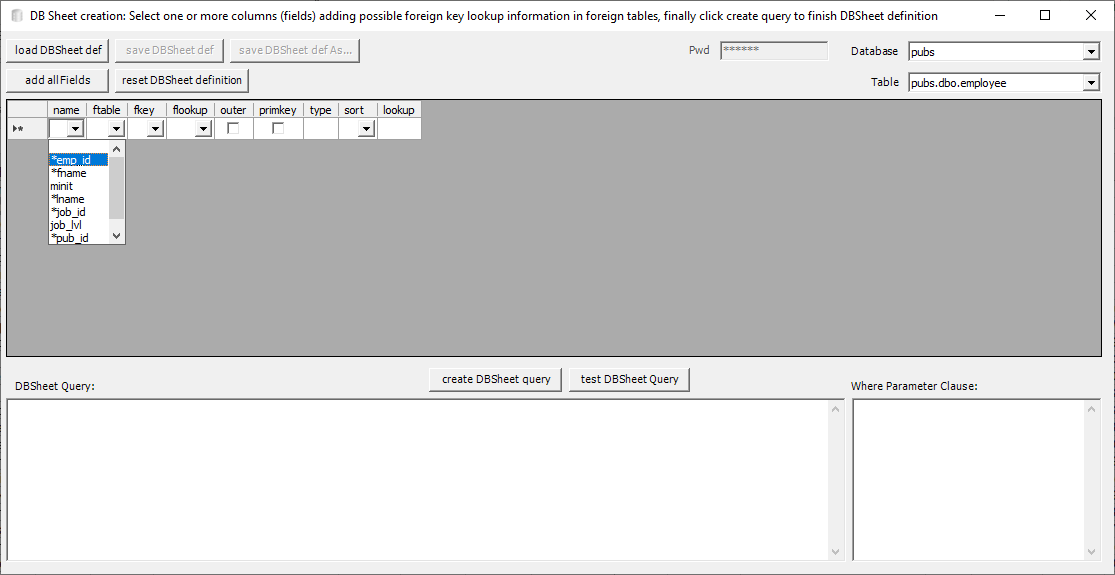 DB Sheet creation: Select one or more columns (fields) adding possible foreign key lookup information in foreign tables, finally click create query to finish DBSheet definition
load DBSheet def save DBSheet def save DBSheet def As... Pwd ****** Database pubs
add all Fields reset DBSheet definition Table pubs.dbo.employee
name ftable fkey flookup outer primkey type sort lookup
*emp_id
*fname
minit
*lname
*job_id
job_lvl
*pub_id
DBSheet Query: create DBSheet query test DBSheet Query Where Parameter Clause: